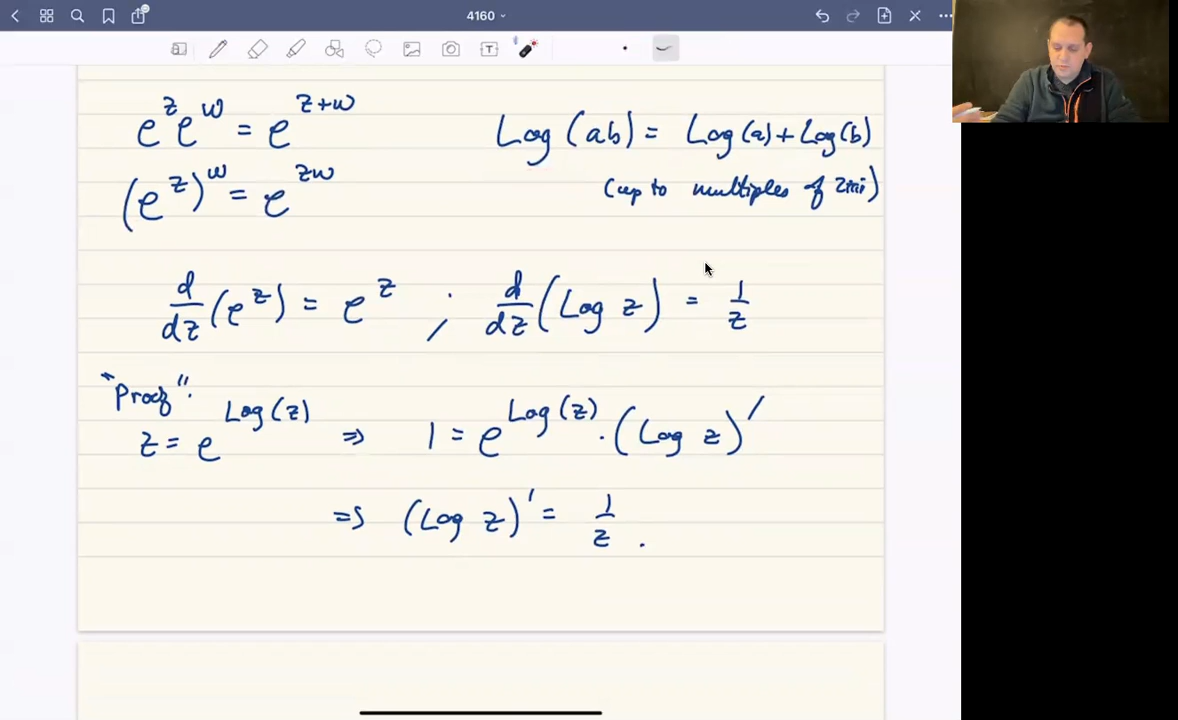 4160
e^z e^w = e^{z+w}
Log(ab) = Log(a) + Log(b)
(e^z)^w = e^{zw}
(up to multiples of 2πi)
d/dz (e^z) = e^z ; d/dz (Log z) = 1/z
"Proof".
z = e^{Log(z)} ⇒ 1 = e^{Log(z)} · (Log z)'
⇒ (Log z)' = 1/z .